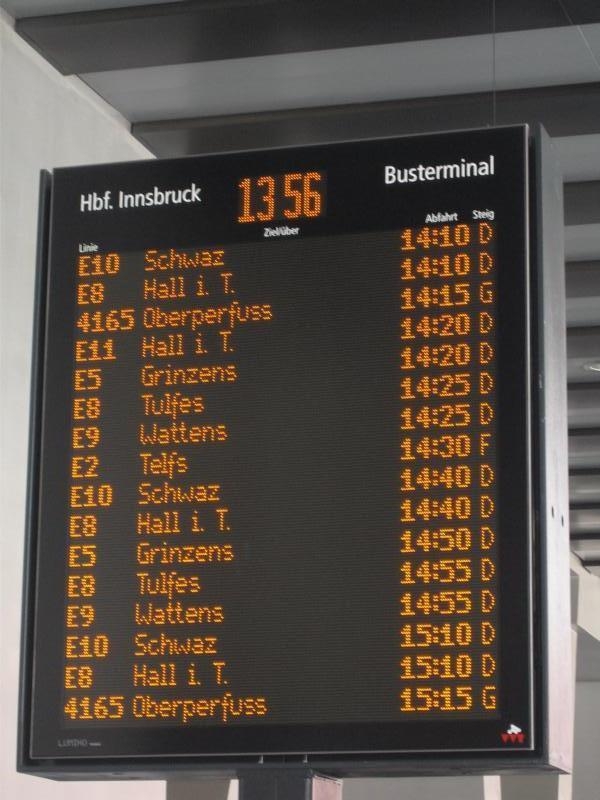 Hbf. Innsbruck 13 56 Busterminal
Linie Ziel/über Abfahrt Steig
E10 Schwaz 14:10 D
E8 Hall i. T. 14:10 D
4165 Oberperfuss 14:15 G
E11 Hall i. T. 14:20 D
E5 Grinzens 14:20 D
E8 Tulfes 14:25 D
E9 Wattens 14:25 D
E2 Telfs 14:30 F
E10 Schwaz 14:40 D
E8 Hall i. T. 14:40 D
E5 Grinzens 14:50 D
E8 Tulfes 14:55 D
E9 Wattens 14:55 D
E10 Schwaz 15:10 D
E8 Hall i. T. 15:10 D
4165 Oberperfuss 15:15 G
LUMINO